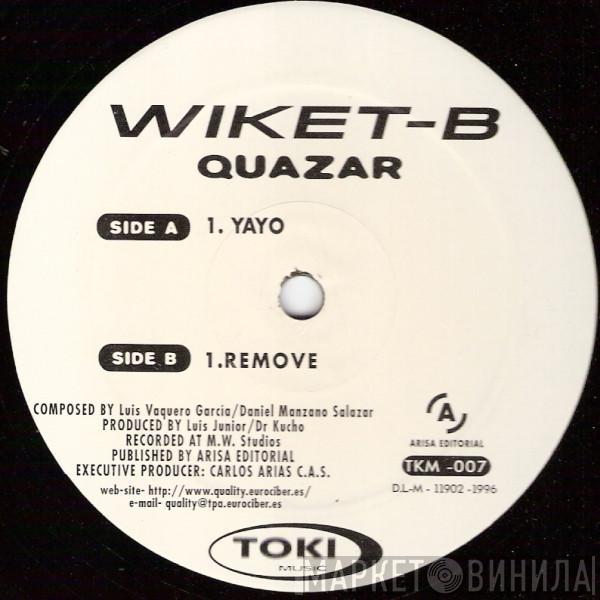 WIKET-B
QUAZAR
SIDE A 1. YAYO
SIDE B 1.REMOVE
COMPOSED BY Luis Vaquero Garcia/Daniel Manzano Salazar
PRODUCED BY Luis Junior/Dr Kucho
RECORDED AT M.W. Studios
PUBLISHED BY ARISA EDITORIAL
EXECUTIVE PRODUCER: CARLOS ARIAS C.A.S.
web-site- http://www.quality.eurociber.es/
e-mail- quality@tpa.eurociber.es
A
ARISA EDITORIAL
TKM -007
D.L-M - 11902 -1996
TOKI
MUSIC
МАРКЕТ ВИНИЛА